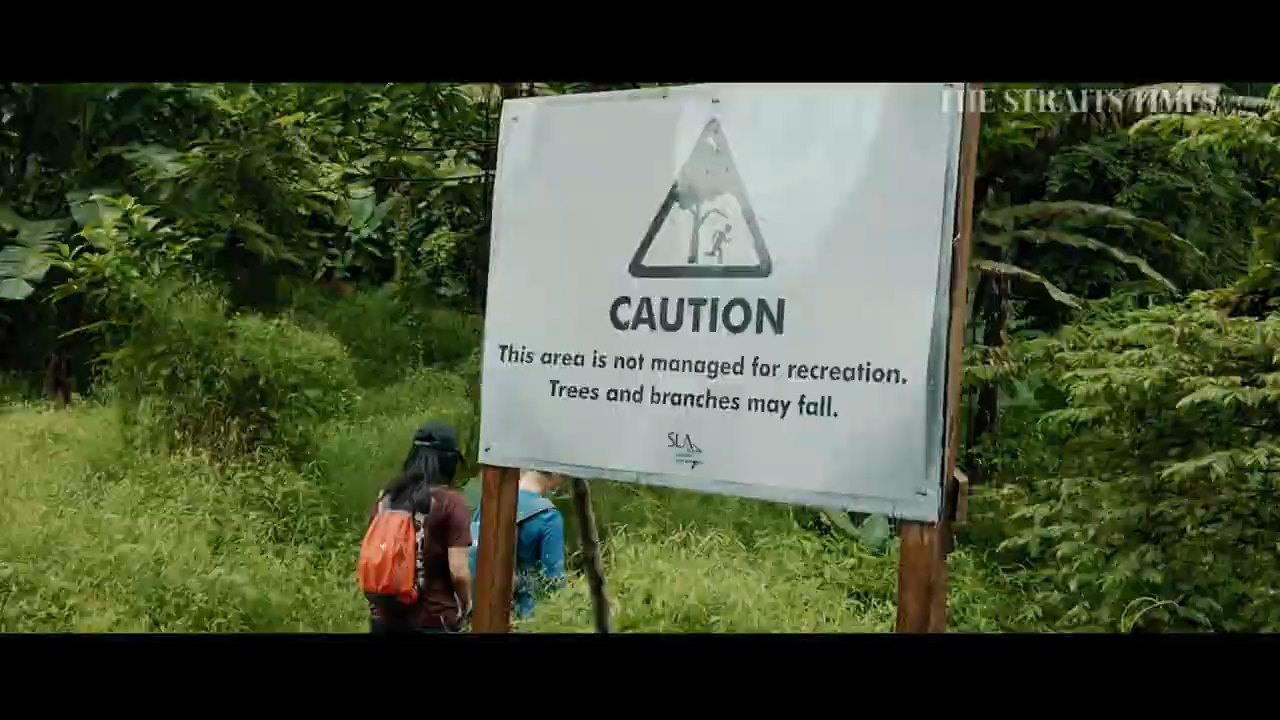 THE STRAITS TIMES
CAUTION
This area is not managed for recreation.
Trees and branches may fall.
SLA